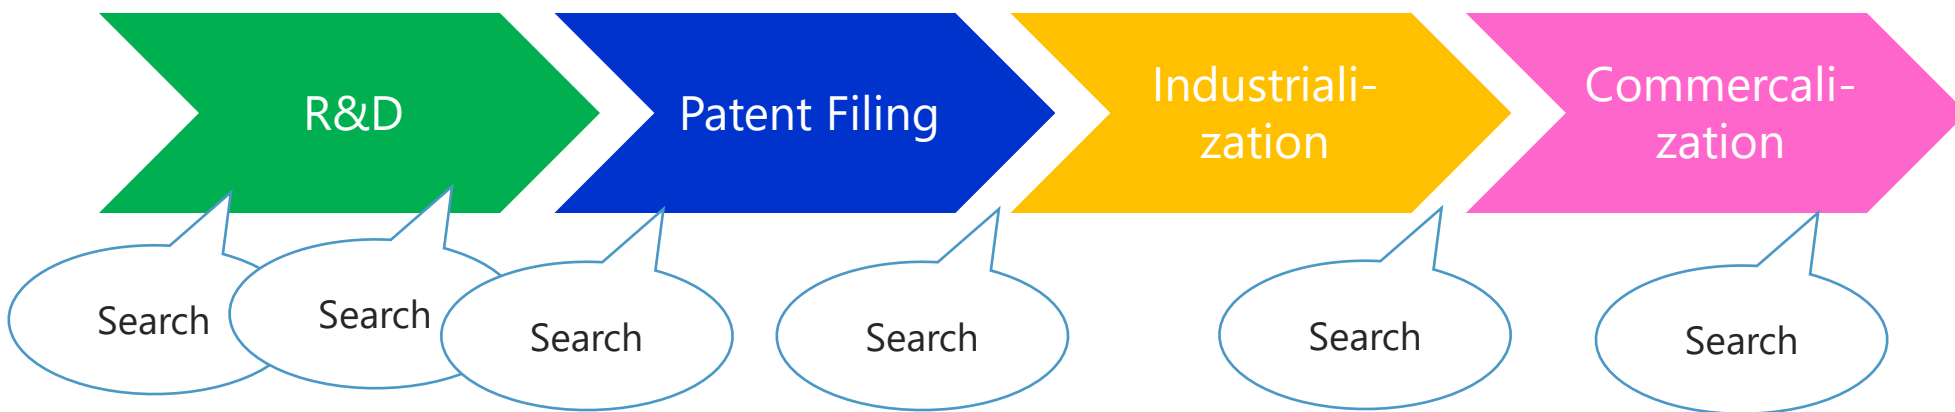 R&D
Patent Filing
Industriali-
zation
Commercali-
zation
Search
Search
Search
Search
Search
Search